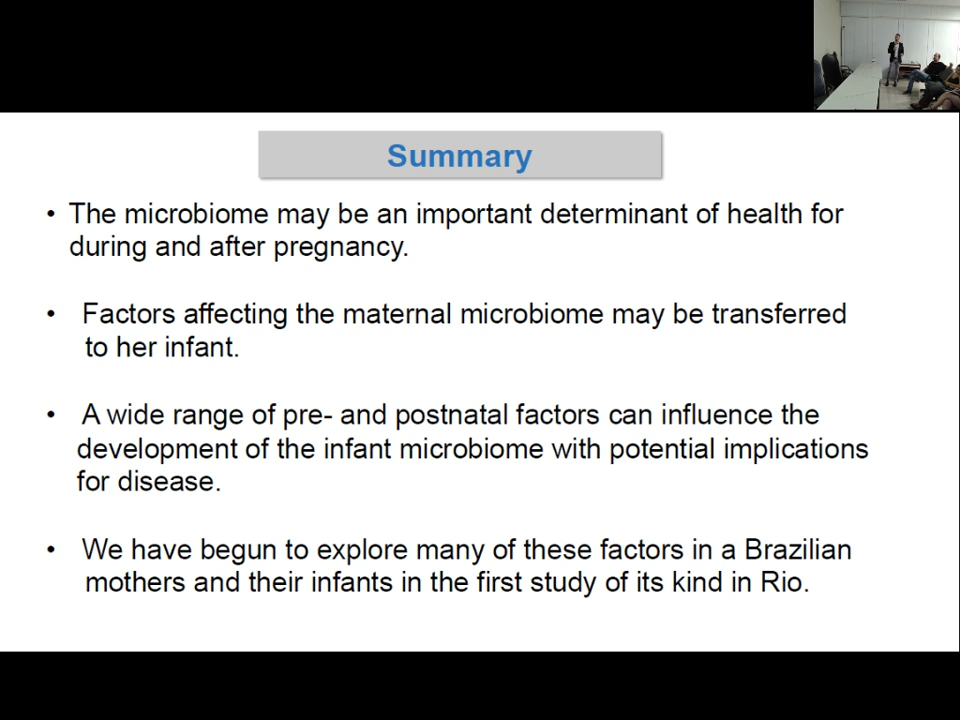 Summary
• The microbiome may be an important determinant of health for
during and after pregnancy.
• Factors affecting the maternal microbiome may be transferred
to her infant.
• A wide range of pre- and postnatal factors can influence the
development of the infant microbiome with potential implications
for disease.
• We have begun to explore many of these factors in a Brazilian
mothers and their infants in the first study of its kind in Rio.